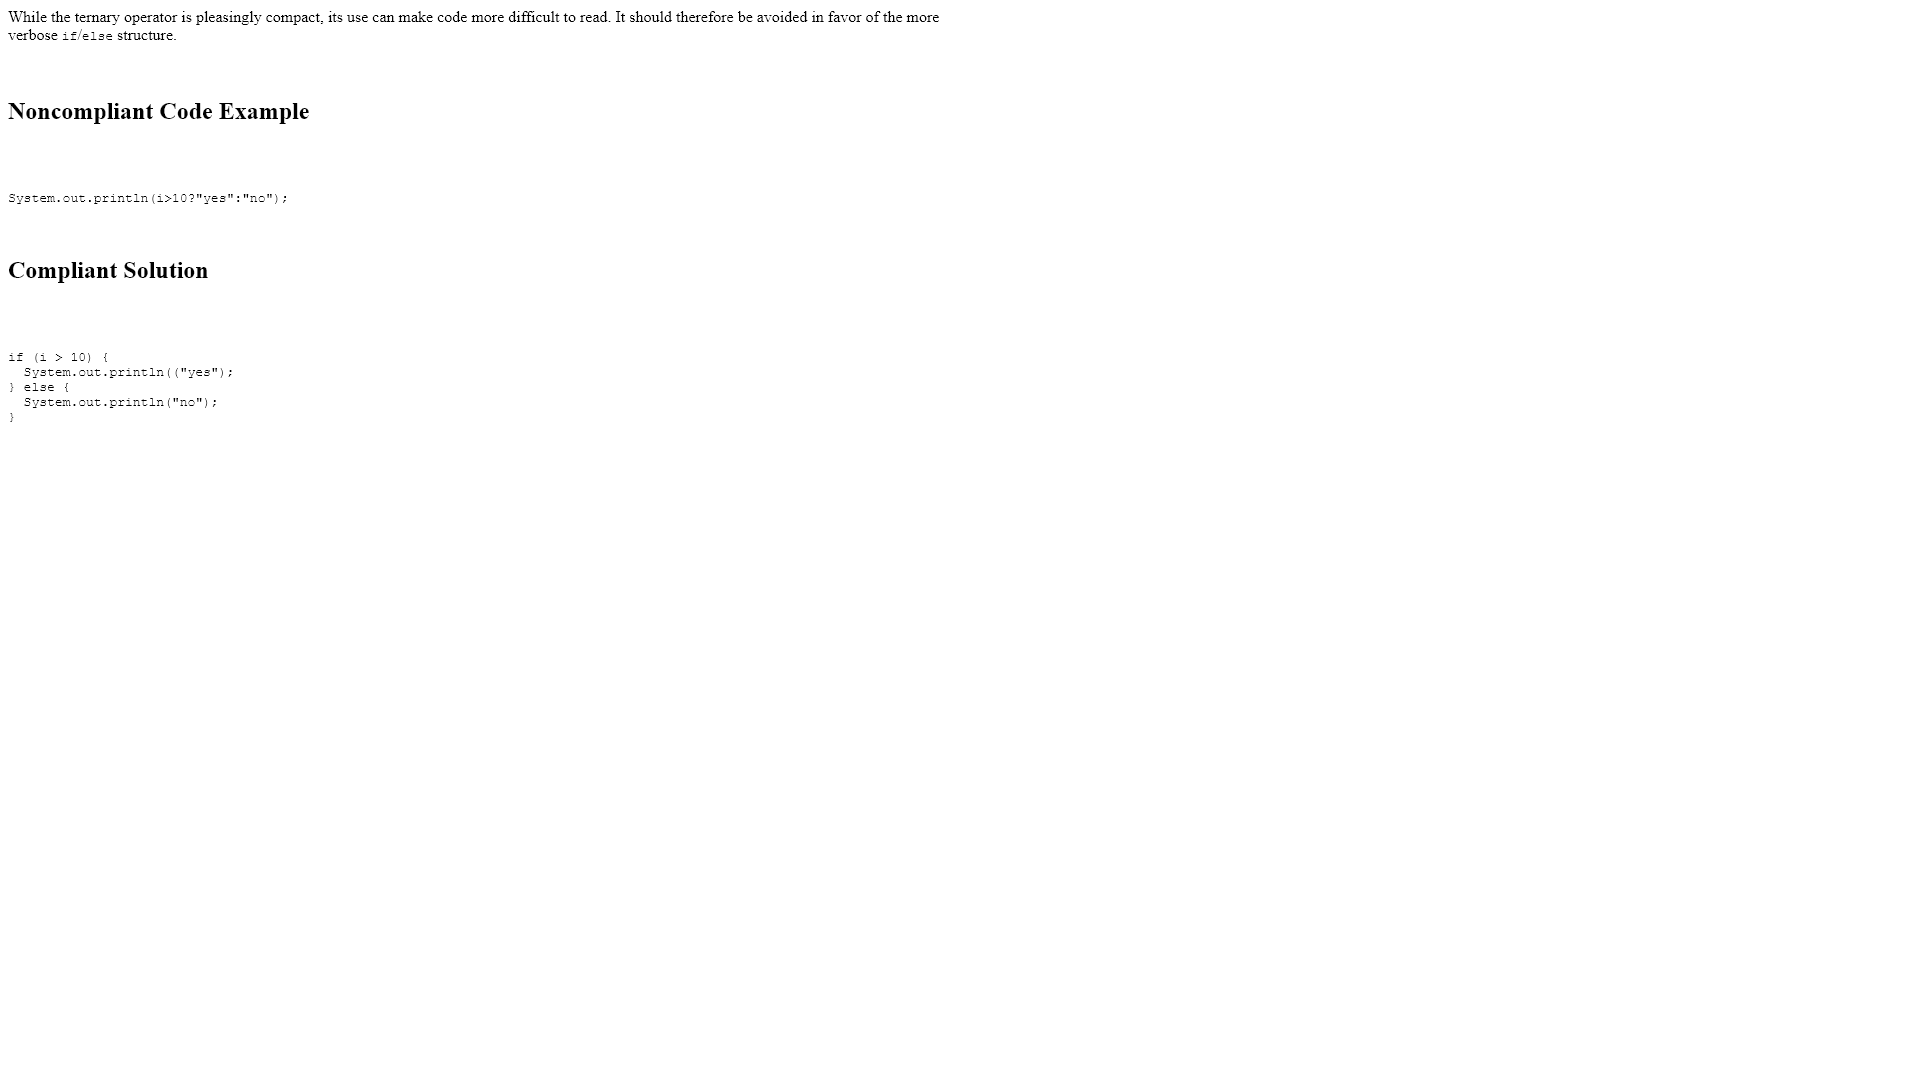 While the ternary operator is pleasingly compact, its use can make code more difficult to read. It should therefore be avoided in favor of the more
verbose if/else structure.
Noncompliant Code Example
System.out.println(i>10?"yes":"no");
Compliant Solution
if (i > 10) {
  System.out.println(("yes");
} else {
  System.out.println("no");
}